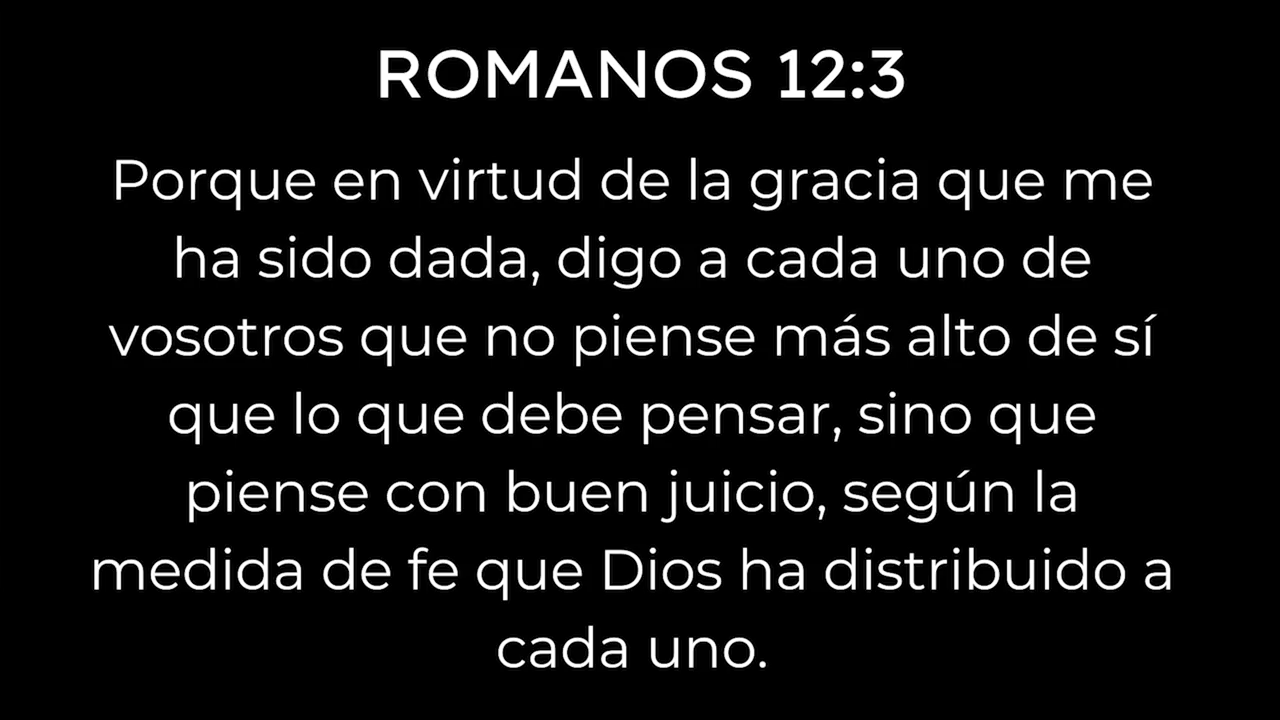 ROMANOS 12:3
Porque en virtud de la gracia que me
ha sido dada, digo a cada uno de
vosotros que no piense más alto de sí
que lo que debe pensar, sino que
piense con buen juicio, según la
medida de fe que Dios ha distribuido a
cada uno.